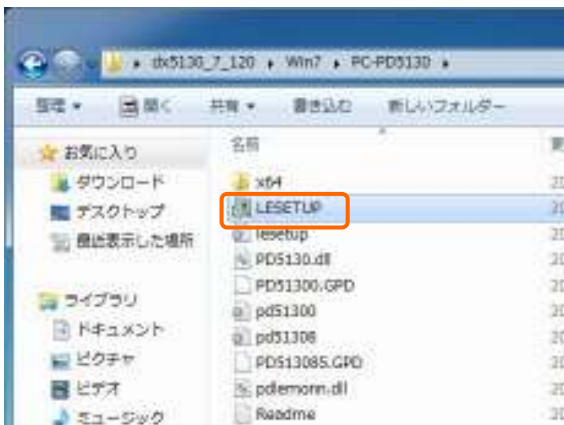 dx5130_7_120 ▸ Win7 ▸ PC-PD5130 ▸
整理 ▾ 開く 共有 ▾ 書き込む 新しいフォルダー
お気に入り
ダウンロード
デスクトップ
最近表示した場所
ライブラリ
ドキュメント
ピクチャ
ビデオ
ミュージック
名前
x64
LESETUP
lesetup
PD5130.dll
PD51300.GPD
pd51300
pd51308
PD51308S.GPD
pdlemonn.dll
Readme